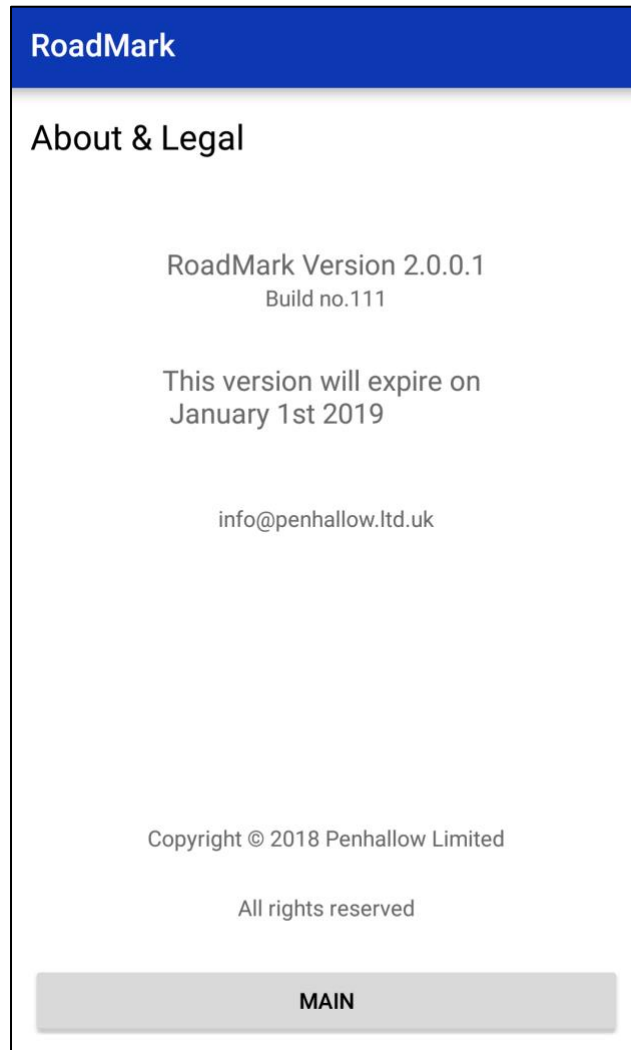 RoadMark
About & Legal
RoadMark Version 2.0.0.1
Build no.111
This version will expire on
January 1st 2019
info@penhallow.ltd.uk
Copyright © 2018 Penhallow Limited
All rights reserved
MAIN